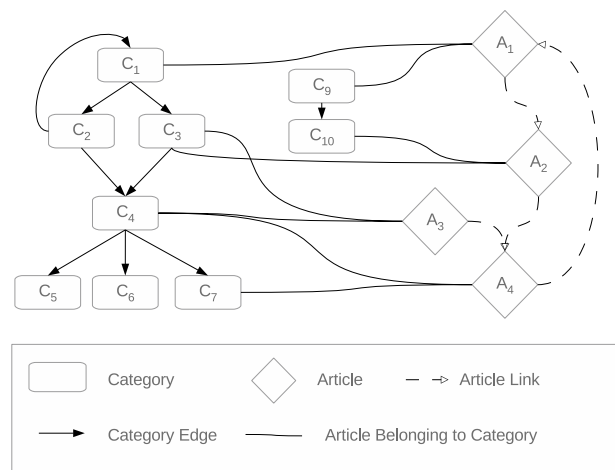 C1
A1
C9
C2
C3
C10
A2
C4
A3
C5
C6
C7
A4
Category
Article
Article Link
Category Edge
Article Belonging to Category